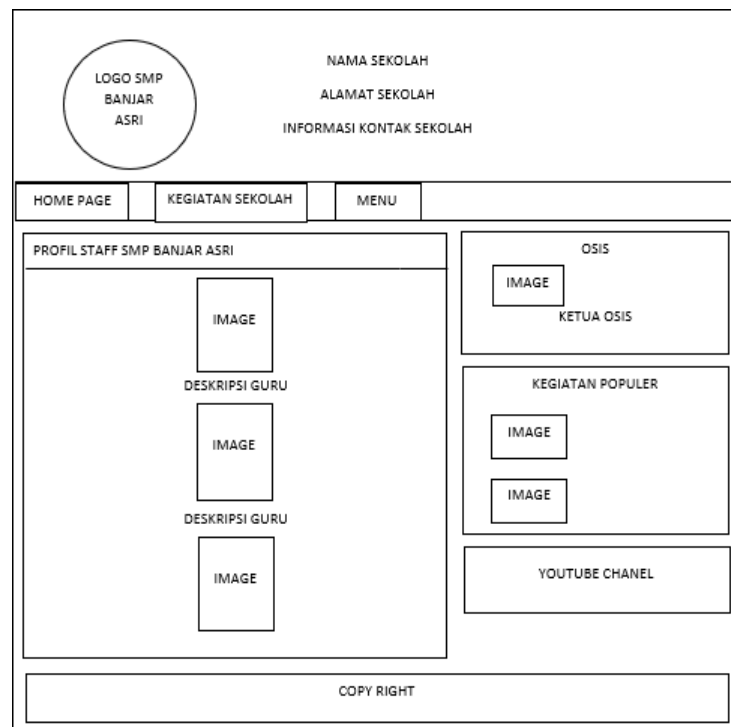 LOGO SMP
BANJAR
ASRI
NAMA SEKOLAH
ALAMAT SEKOLAH
INFORMASI KONTAK SEKOLAH
HOME PAGE
KEGIATAN SEKOLAH
MENU
PROFIL STAFF SMP BANJAR ASRI
IMAGE
DESKRIPSI GURU
IMAGE
DESKRIPSI GURU
IMAGE
OSIS
IMAGE
KETUA OSIS
KEGIATAN POPULER
IMAGE
IMAGE
YOUTUBE CHANEL
COPY RIGHT